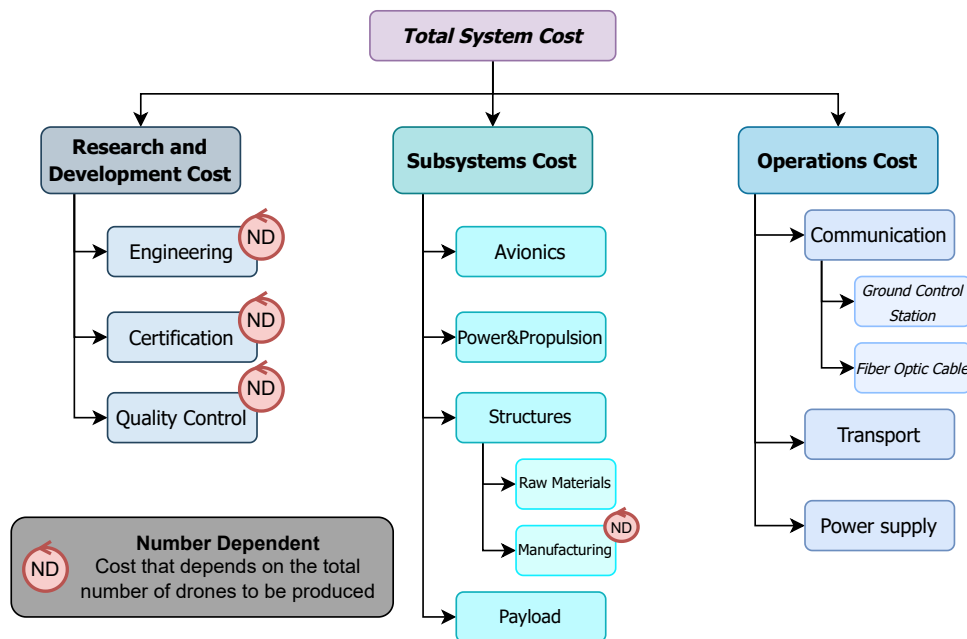 Total System Cost
Research and
Development Cost
Subsystems Cost
Operations Cost
Engineering
ND
Certification
ND
Quality Control
ND
Avionics
Power&Propulsion
Structures
Raw Materials
Manufacturing
ND
Payload
Communication
Ground Control
Station
Fiber Optic Cable
Transport
Power supply
ND
Number Dependent
Cost that depends on the total
number of drones to be produced